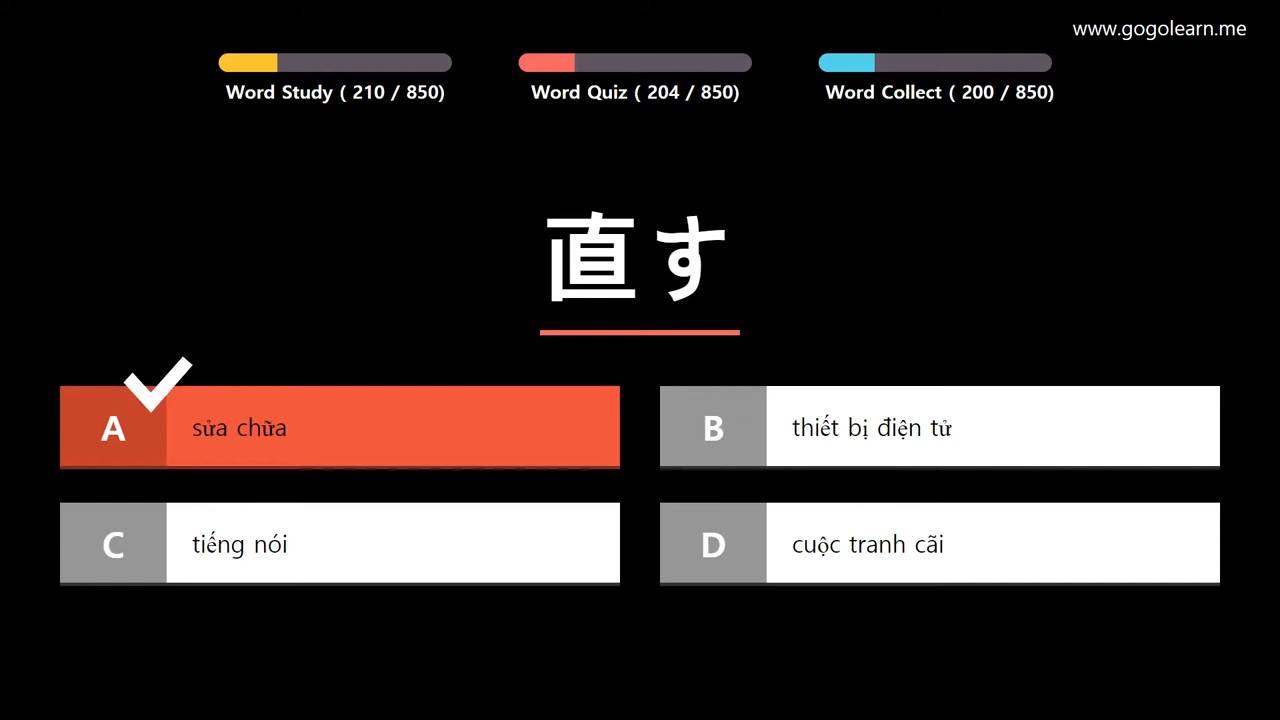 www.gogolearn.me
Word Study ( 210 / 850)
Word Quiz ( 204 / 850)
Word Collect ( 200 / 850)
直す
A sửa chữa
B thiết bị điện tử
C tiếng nói
D cuộc tranh cãi